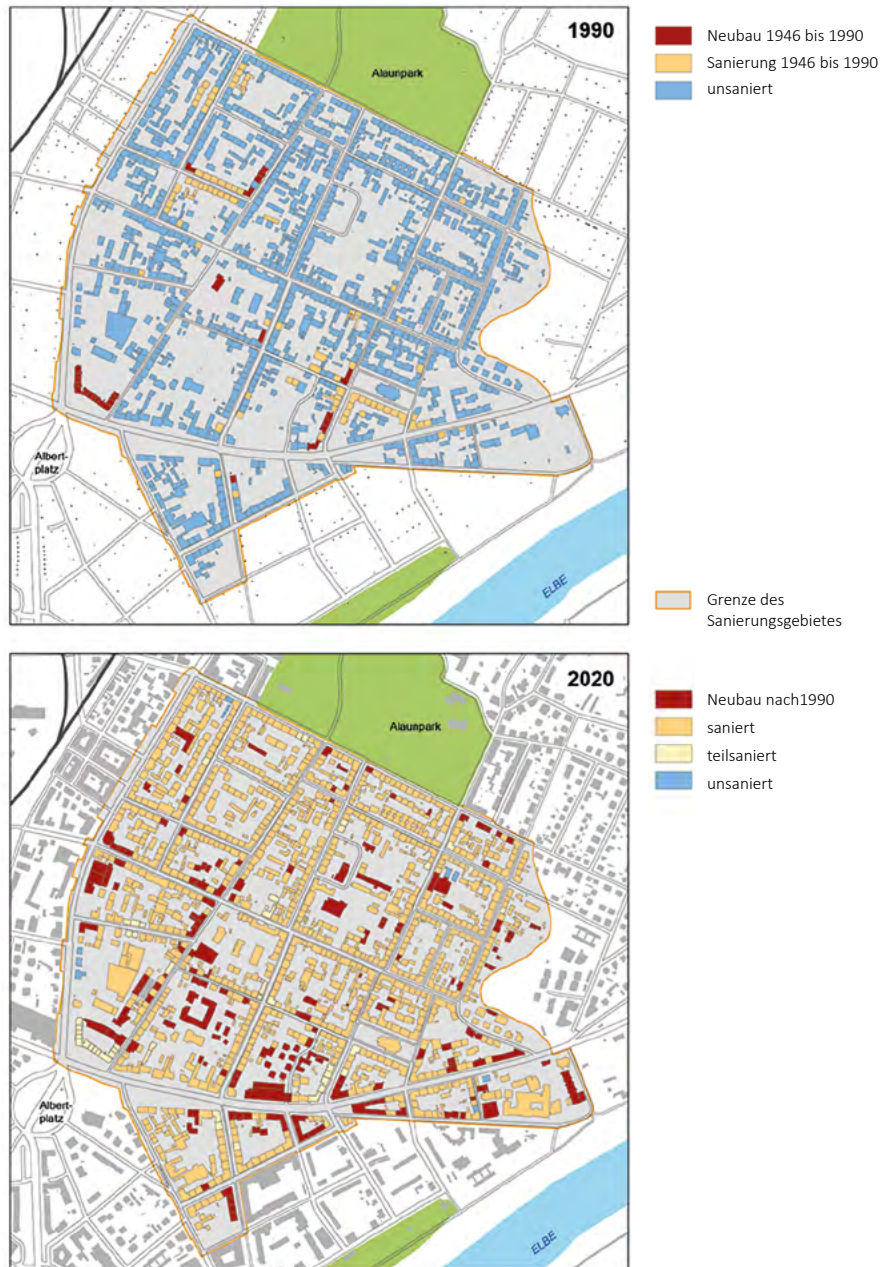 1990
Alaunpark
Albert-
platz
ELBE
Neubau 1946 bis 1990
Sanierung 1946 bis 1990
unsaniert
Grenze des
Sanierungsgebietes
2020
Alaunpark
Albert-
platz
ELBE
Neubau nach1990
saniert
teilsaniert
unsaniert